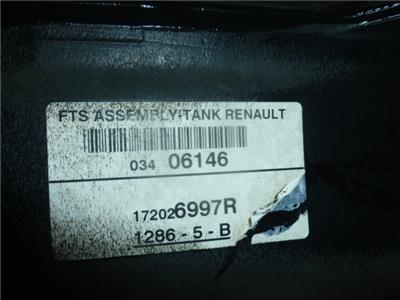 FTS ASSEMBLY-TANK RENAULT
034 06146
172026997R
1286 - 5 - B